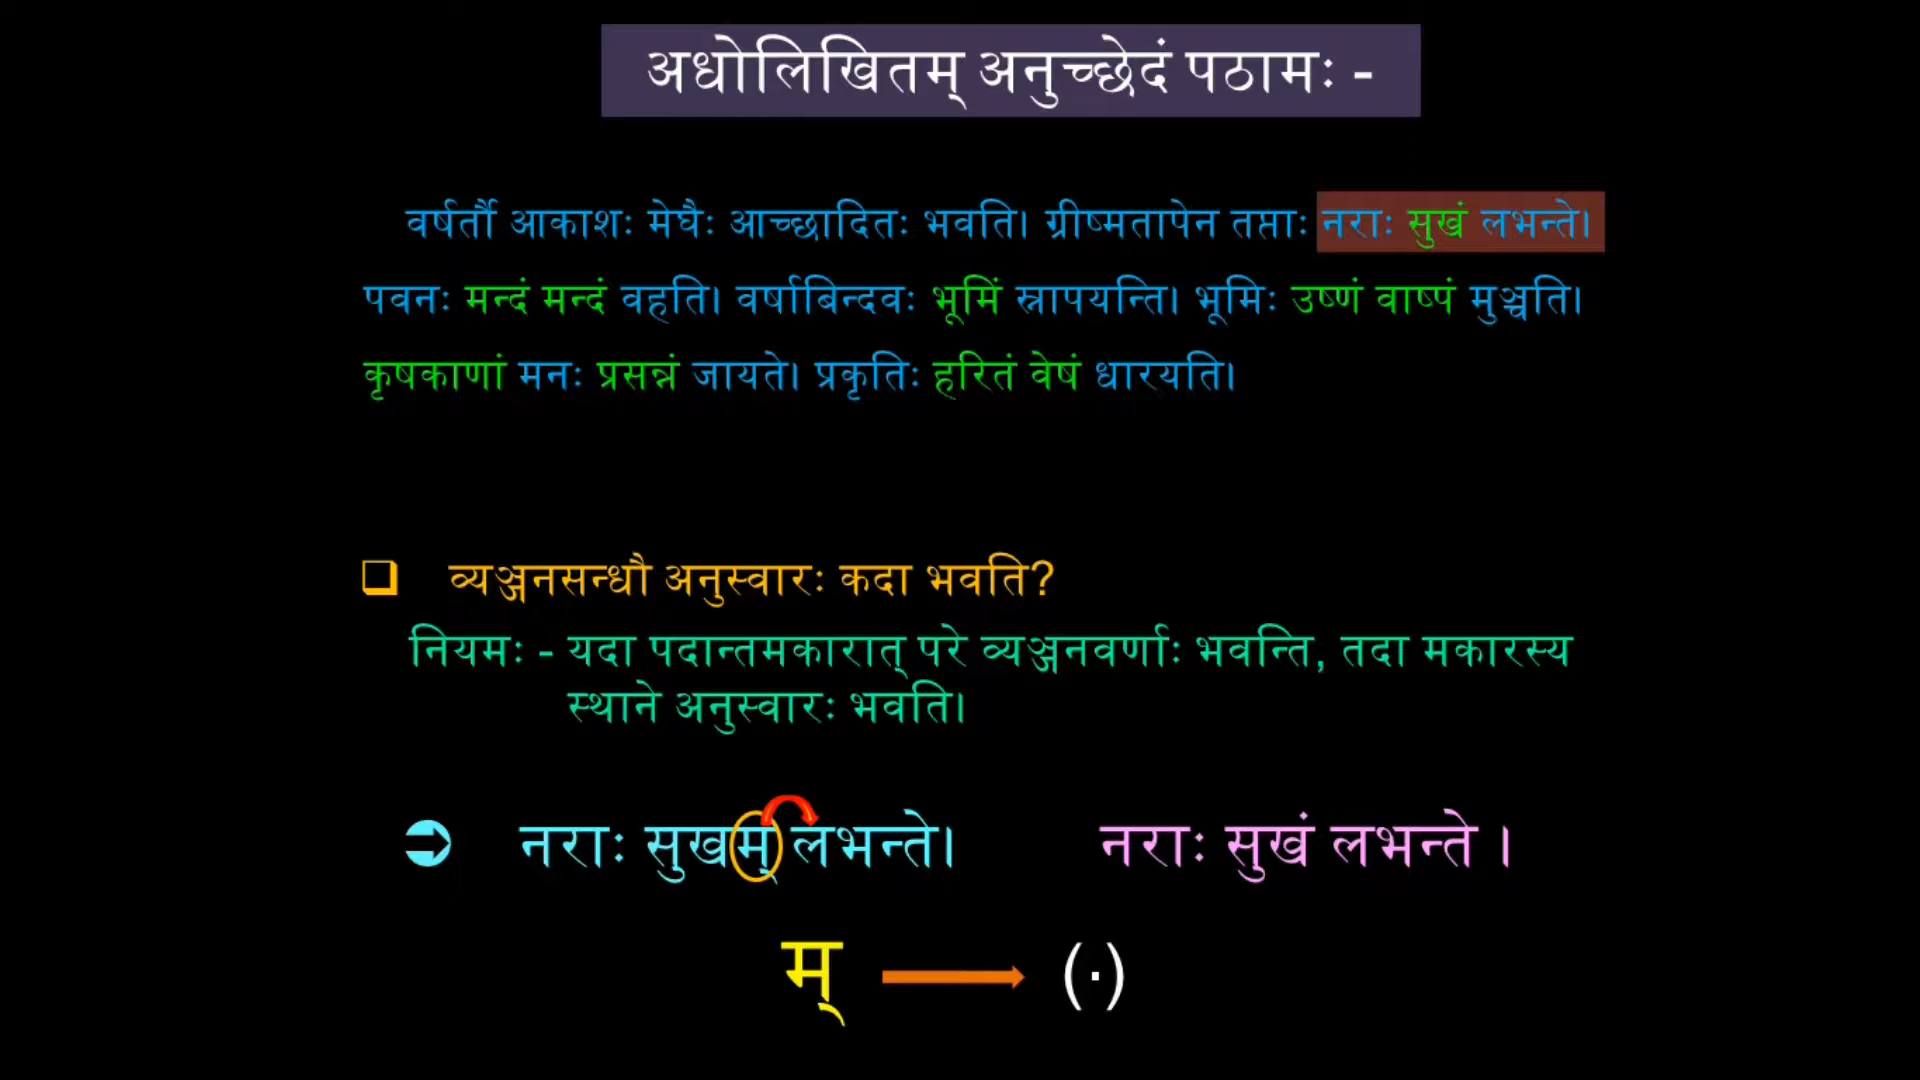 अधोलिखितम् अनुच्छेदं पठामः -
वर्षर्तौ आकाशः मेघैः आच्छादितः भवति। ग्रीष्मतापेन तप्ताः नराः सुखं लभन्ते।
पवनः मन्दं मन्दं वहति। वर्षाबिन्दवः भूमिं स्नापयन्ति। भूमिः उष्णं वाष्पं मुञ्चति।
कृषकाणां मनः प्रसन्नं जायते। प्रकृतिः हरितं वेषं धारयति।
व्यञ्जनसन्धौ अनुस्वारः कदा भवति?
नियमः - यदा पदान्तमकारात् परे व्यञ्जनवर्णाः भवन्ति, तदा मकारस्य
स्थाने अनुस्वारः भवति।
नराः सुखम् लभन्ते। नराः सुखं लभन्ते ।
म् (·)